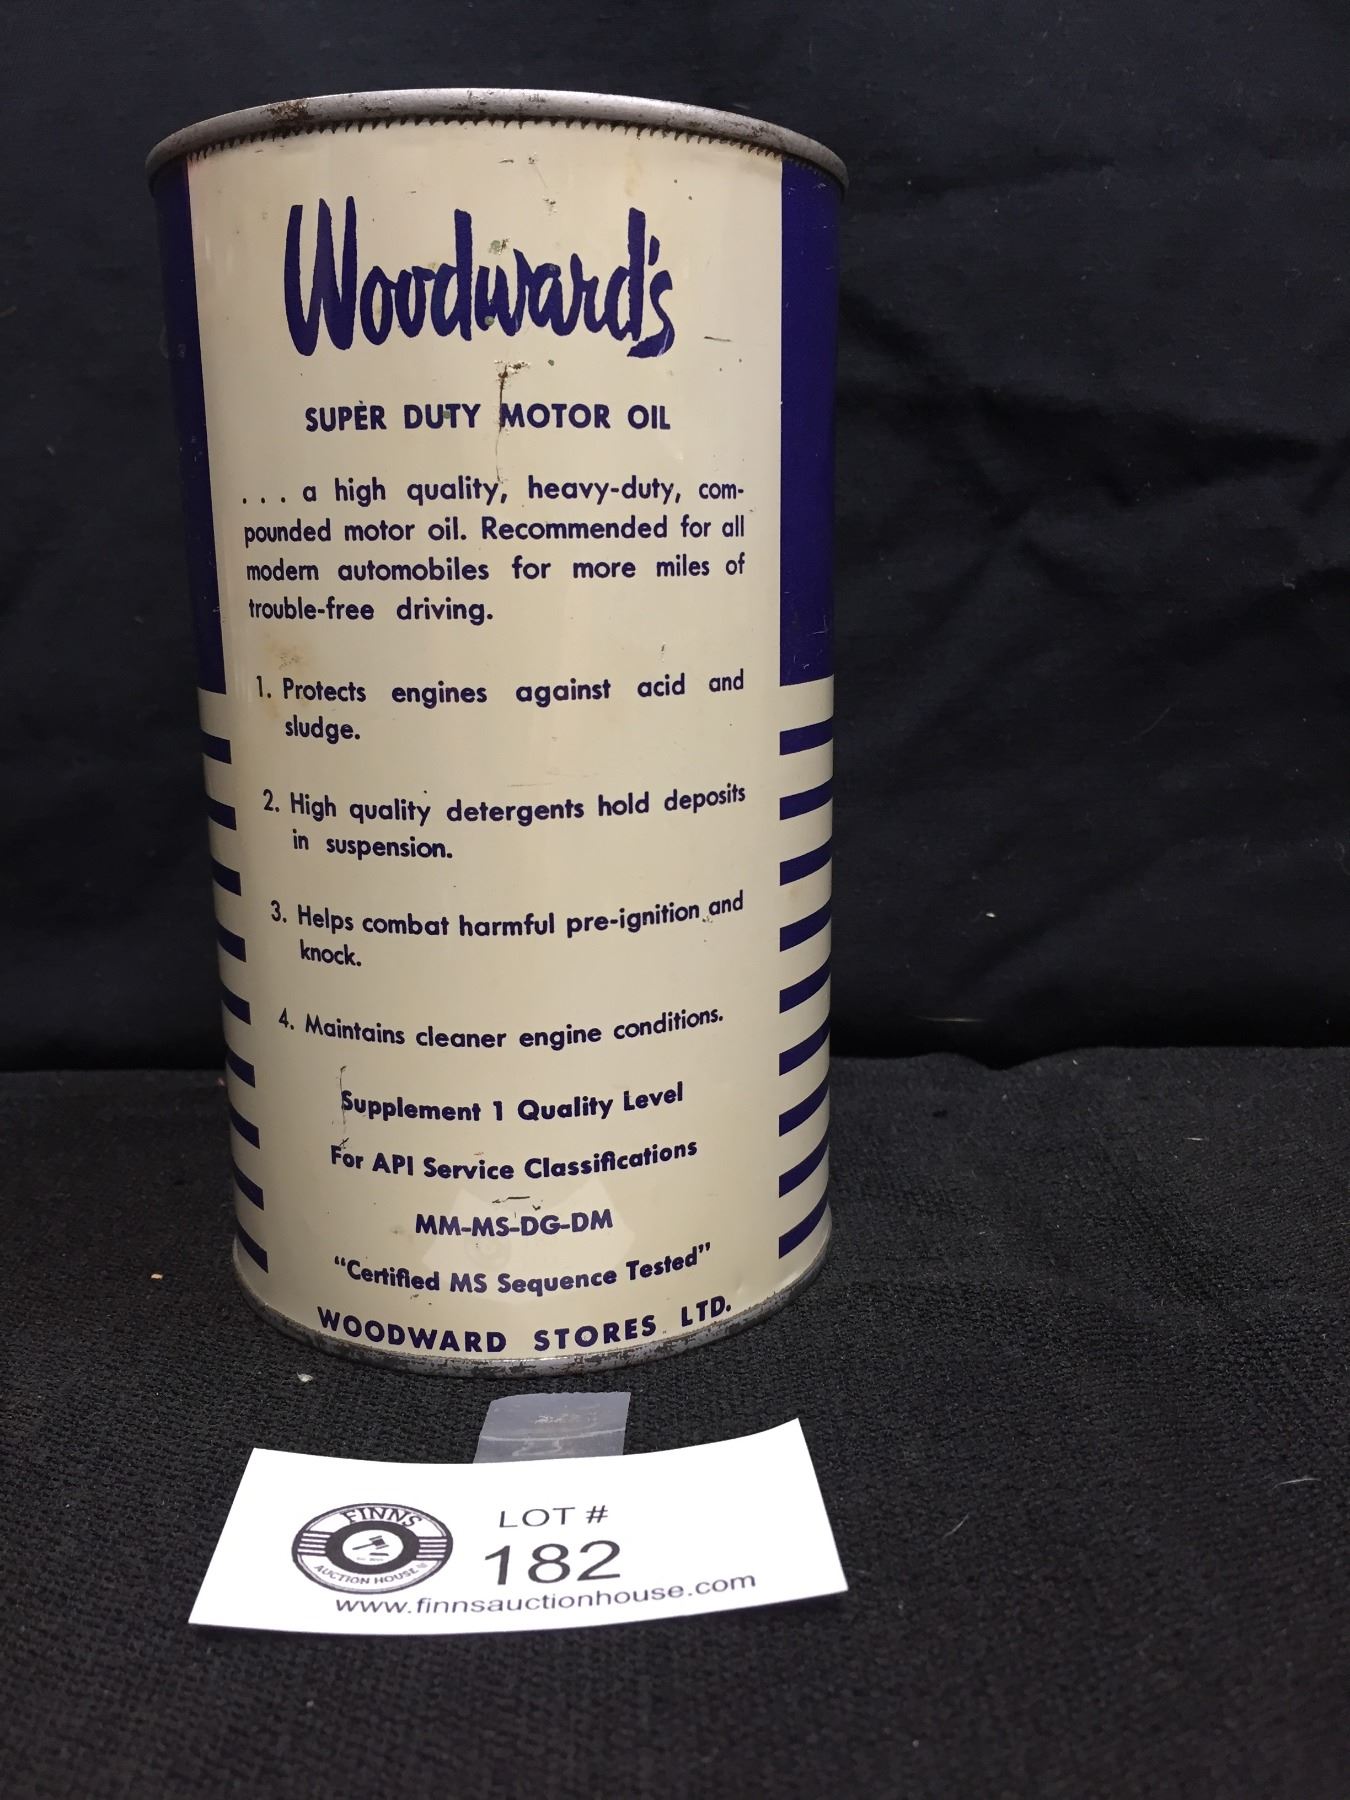 Woodward's
SUPER DUTY MOTOR OIL
. . . a high quality, heavy-duty, com-
pounded motor oil. Recommended for all
modern automobiles for more miles of
trouble-free driving.
1. Protects engines against acid and
sludge.
2. High quality detergents hold deposits
in suspension.
3. Helps combat harmful pre-ignition and
knock.
4. Maintains cleaner engine conditions.
Supplement 1 Quality Level
For API Service Classifications
MM-MS-DG-DM
"Certified MS Sequence Tested"
WOODWARD STORES LTD.
FINNS
AUCTION HOUSE
LOT #
182
www.finnsauctionhouse.com